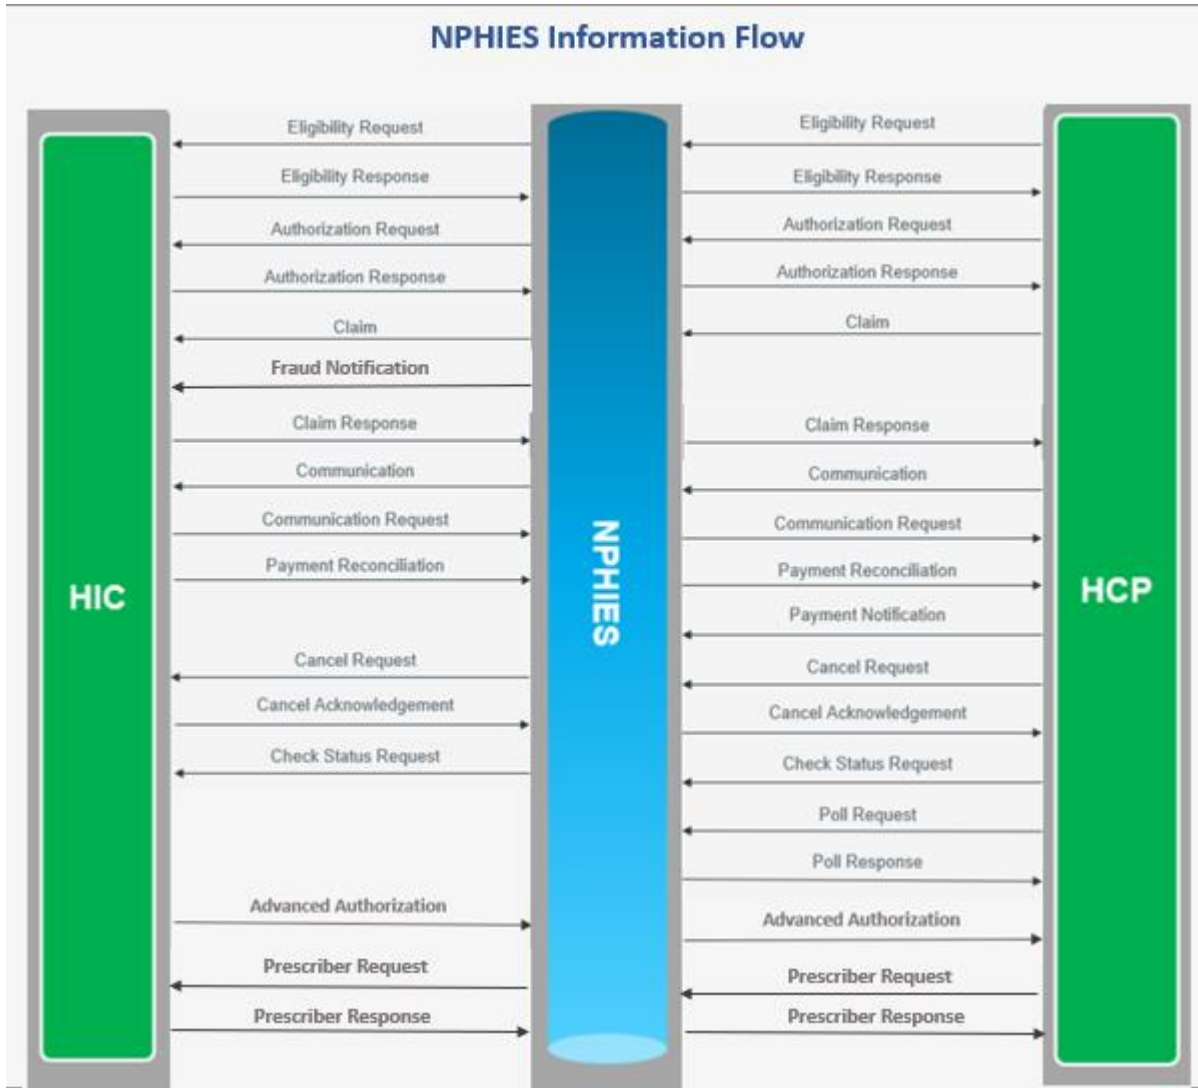 NPHIES Information Flow
Eligibility Request
Eligibility Request
Eligibility Response
Eligibility Response
Authorization Request
Authorization Request
Authorization Response
Authorization Response
Claim
Claim
Fraud Notification
Claim Response
Claim Response
Communication
Communication
Communication Request
Communication Request
Payment Reconciliation
Payment Reconciliation
HIC
NPHIES
HCP
Payment Notification
Cancel Request
Cancel Request
Cancel Acknowledgement
Cancel Acknowledgement
Check Status Request
Check Status Request
Poll Request
Poll Response
Advanced Authorization
Advanced Authorization
Prescriber Request
Prescriber Request
Prescriber Response
Prescriber Response